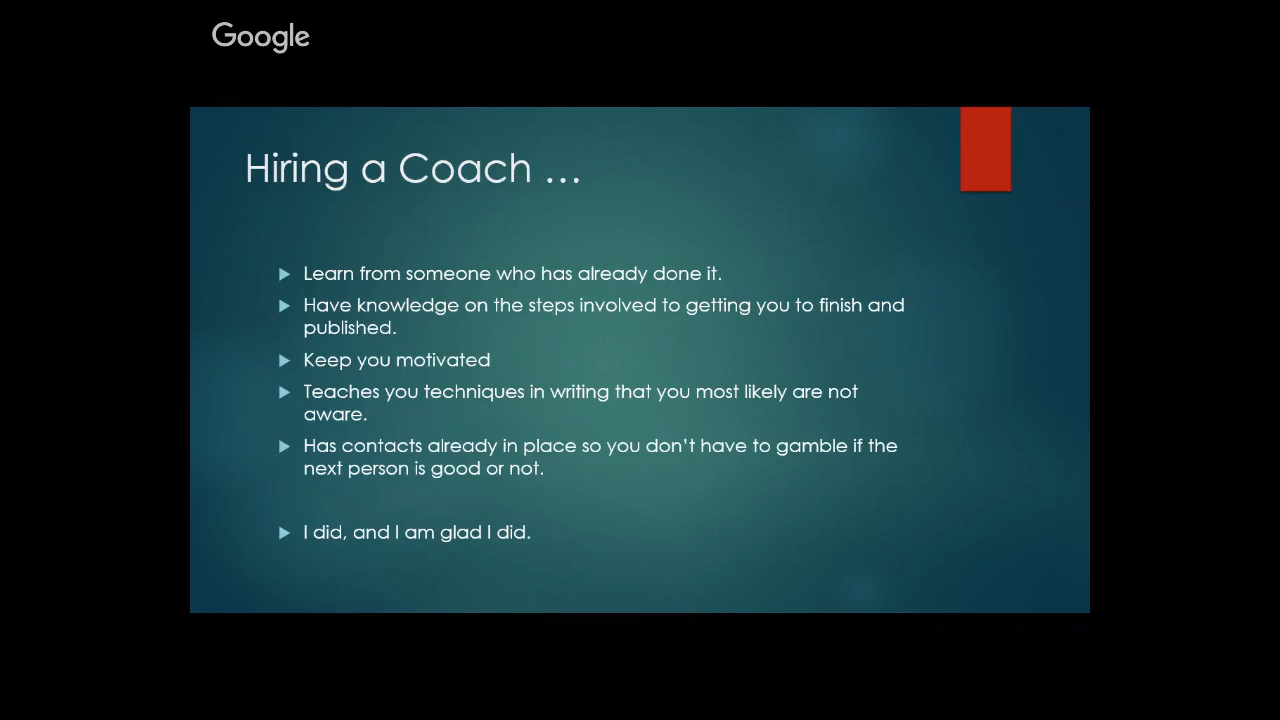 Google
Hiring a Coach ...
Learn from someone who has already done it.
Have knowledge on the steps involved to getting you to finish and
published.
Keep you motivated
Teaches you techniques in writing that you most likely are not
aware.
Has contacts already in place so you don't have to gamble if the
next person is good or not.
I did, and I am glad I did.